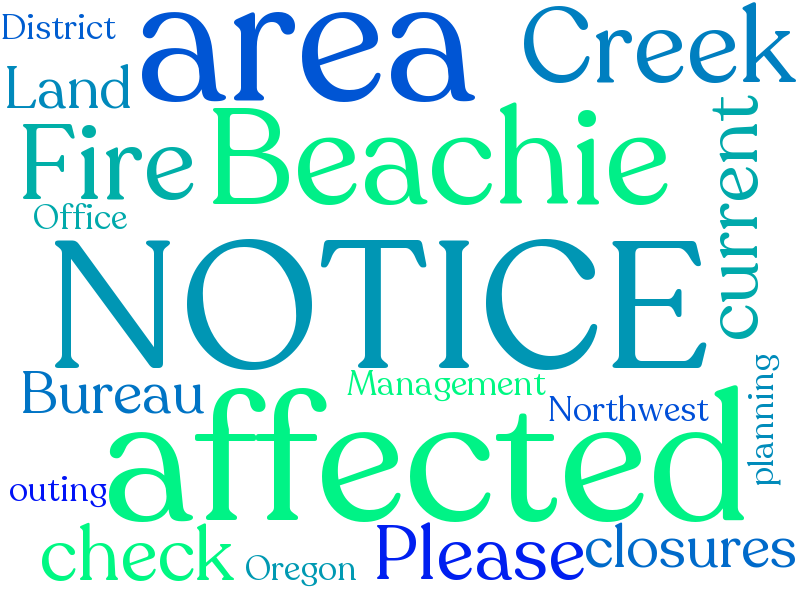 District
area
Creek
Land
Fire
Beachie
current
Office
NOTICE
Bureau
Management
Northwest
planning
affected
outing
check
Oregon
Please
closures